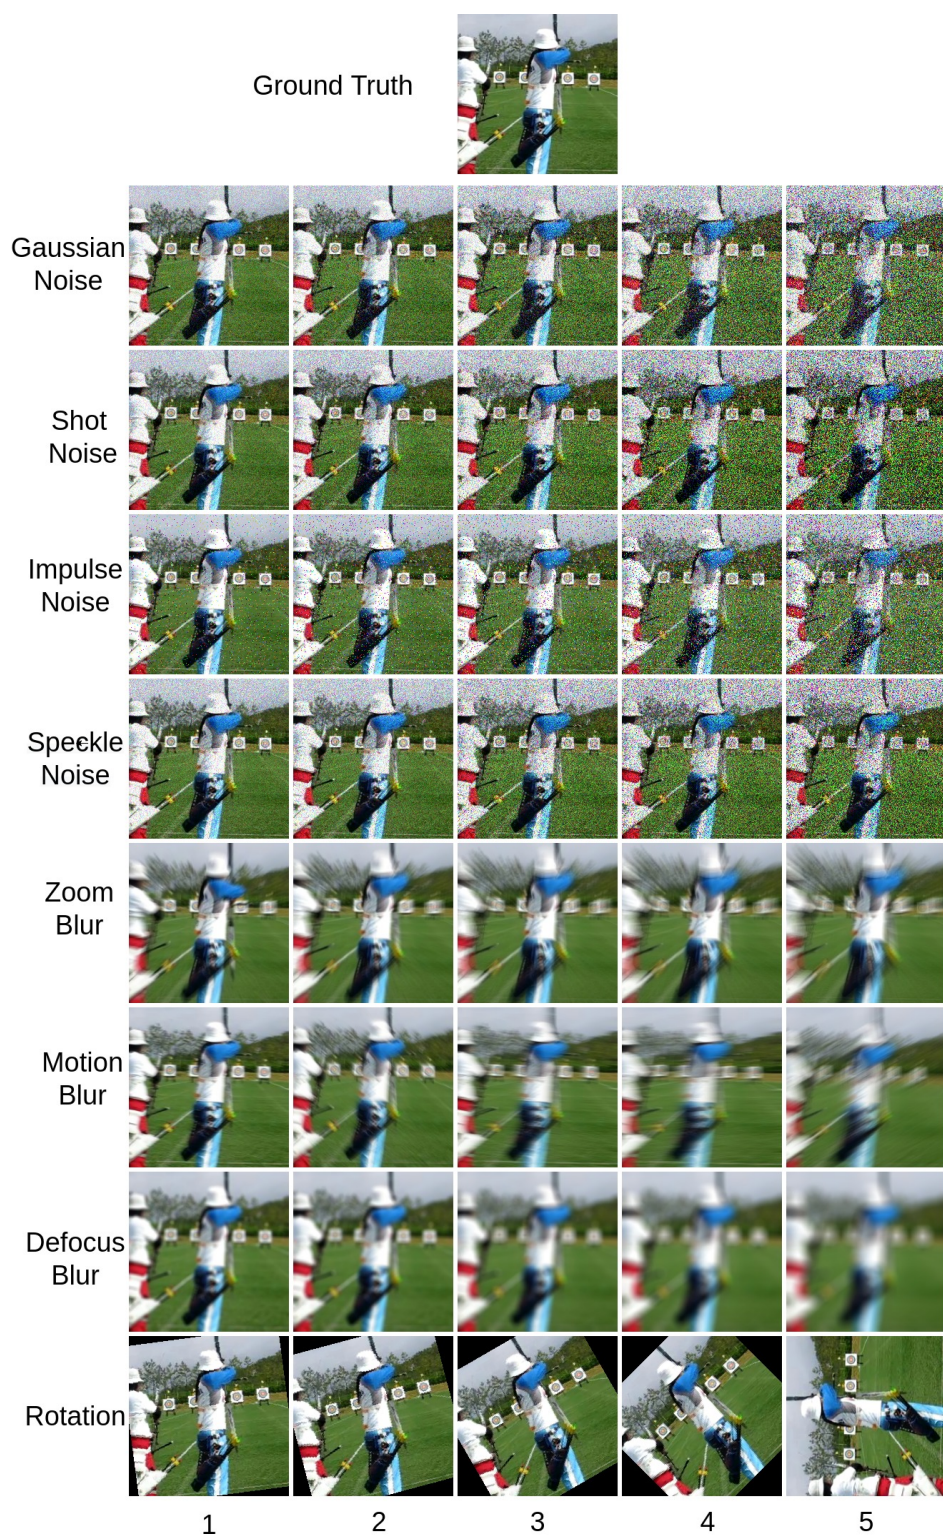 Ground Truth
Gaussian
Noise
Shot
Noise
Impulse
Noise
Speckle
Noise
Zoom
Blur
Motion
Blur
Defocus
Blur
Rotation
1 2 3 4 5